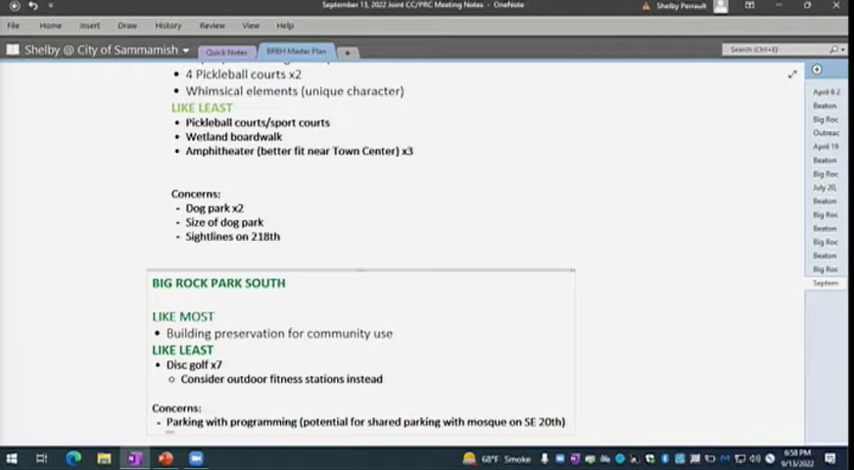 September 13, 2022 Joint CC/PRC Meeting Notes - OneNote
Shelby Perrault
File Home Insert Draw History Review View Help
Shelby @ City of Sammamish
Quick Notes
BRBH Master Plan
+
Search (Ctrl+E)
• 4 Pickleball courts x2
• Whimsical elements (unique character)
LIKE LEAST
• Pickleball courts/sport courts
• Wetland boardwalk
• Amphitheater (better fit near Town Center) x3
Concerns:
- Dog park x2
- Size of dog park
- Sightlines on 218th
BIG ROCK PARK SOUTH
LIKE MOST
• Building preservation for community use
LIKE LEAST
• Disc golf x7
o Consider outdoor fitness stations instead
Concerns:
- Parking with programming (potential for shared parking with mosque on SE 20th)
April 6 2
Beaton
Big Roc
Outreac
April 19
Beaton
Big Roc
July 20,
Beaton
Big Roc
Beaton
Big Roc
Beaton
Big Roc
Septem
68°F Smoke
6:58 PM
9/13/2022